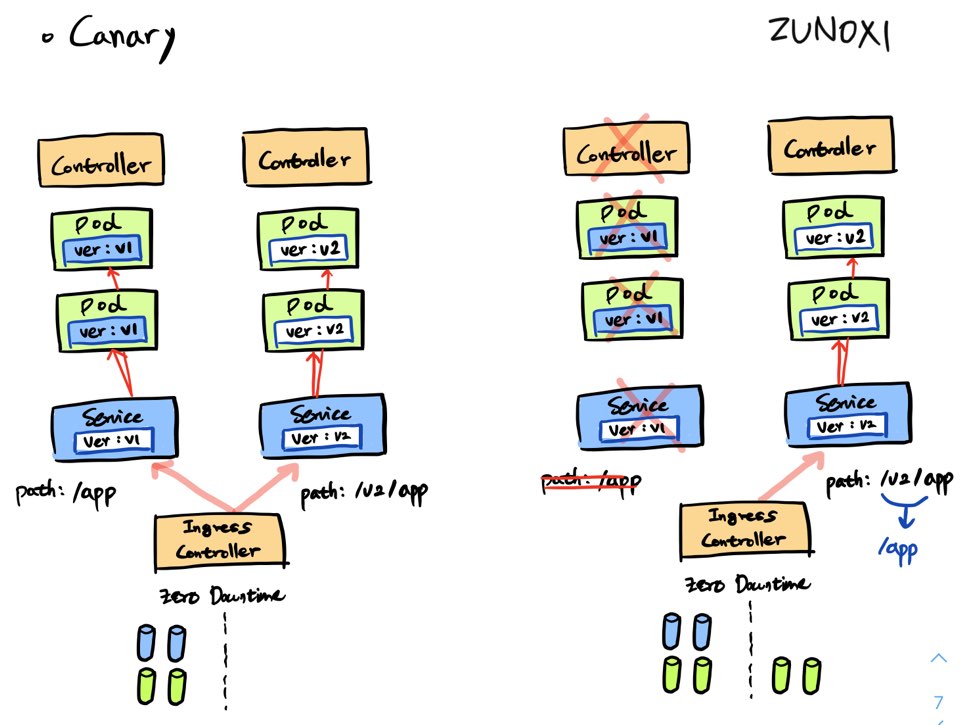 • Canary
ZUNOXI
Controller
Pod
ver : v1
Pod
ver : v1
Service
ver : v1
path: /app
Controller
Pod
ver : v2
Pod
ver : v2
Service
ver : v2
path: /v2/app
Ingress
Controller
Zero Downtime
Controller
Pod
ver : v1
Pod
ver : v1
Service
ver : v1
path: /app
Controller
Pod
ver : v2
Pod
ver : v2
Service
ver : v2
path: /v2/app
/app
Ingress
Controller
Zero Downtime
7